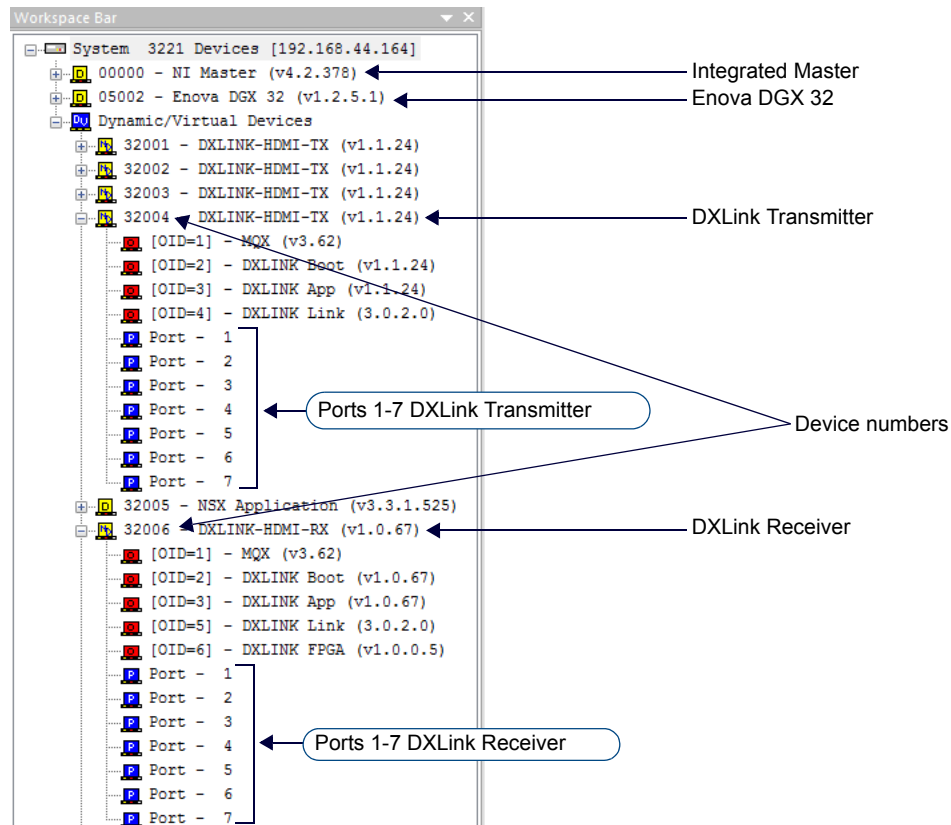 Workspace Bar
System 3221 Devices [192.168.44.164]
00000 - NI Master (v4.2.378)
Integrated Master
05002 - Enova DGX 32 (v1.2.5.1)
Enova DGX 32
Dynamic/Virtual Devices
32001 - DXLINK-HDMI-TX (v1.1.24)
32002 - DXLINK-HDMI-TX (v1.1.24)
32003 - DXLINK-HDMI-TX (v1.1.24)
32004 - DXLINK-HDMI-TX (v1.1.24)
DXLink Transmitter
[OID=1] - MQX (v3.62)
[OID=2] - DXLINK Boot (v1.1.24)
[OID=3] - DXLINK App (v1.1.24)
[OID=4] - DXLINK Link (3.0.2.0)
Port - 1
Port - 2
Port - 3
Port - 4
Ports 1-7 DXLink Transmitter
Port - 5
Device numbers
Port - 6
Port - 7
32005 - NSX Application (v3.3.1.525)
32006 - DXLINK-HDMI-RX (v1.0.67)
DXLink Receiver
[OID=1] - MQX (v3.62)
[OID=2] - DXLINK Boot (v1.0.67)
[OID=3] - DXLINK App (v1.0.67)
[OID=5] - DXLINK Link (3.0.2.0)
[OID=6] - DXLINK FPGA (v1.0.0.5)
Port - 1
Port - 2
Port - 3
Port - 4
Ports 1-7 DXLink Receiver
Port - 5
Port - 6
Port - 7